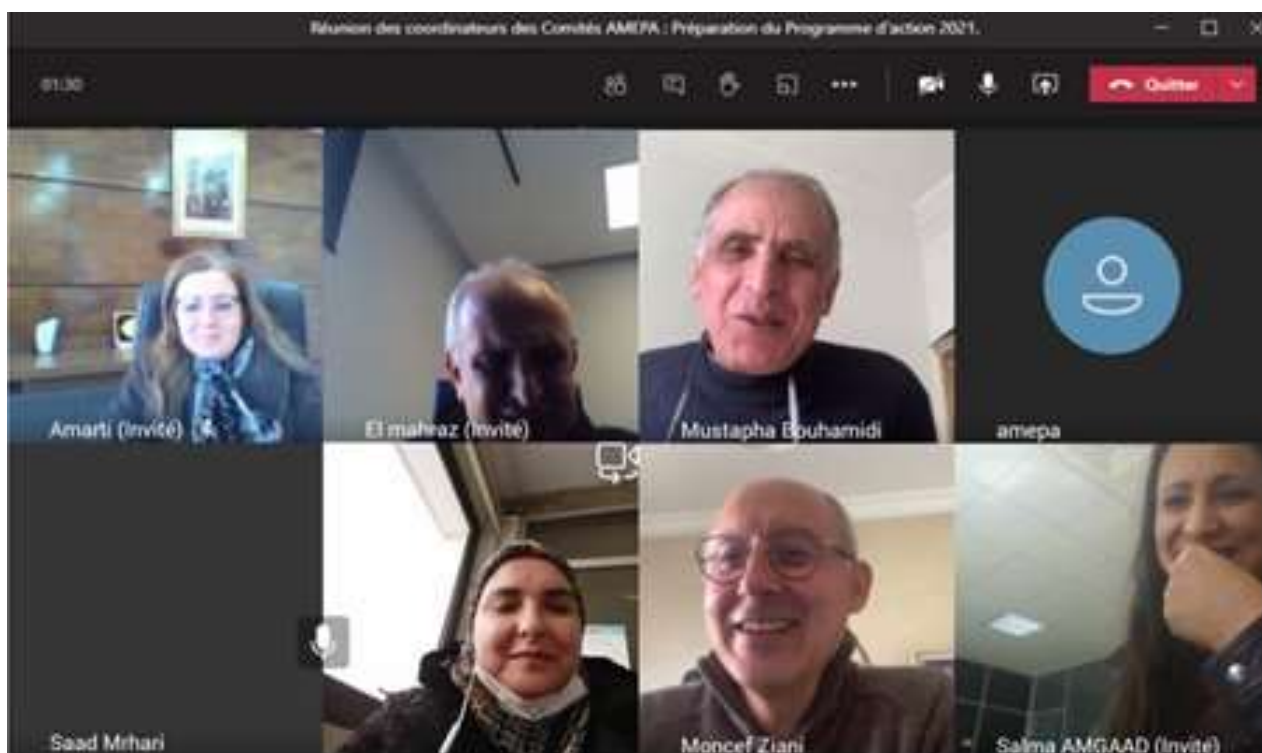 Réunion des coordinateurs des Comités AMEPA : Préparation du Programme d'action 2021.
01:30
Quitter
Amarti (Invité)
El mahraz (Invité)
Mustapha Bouhamidi
amepa
Saad Mrhari
Moncef Ziani
Salma AMGAAD (Invité)